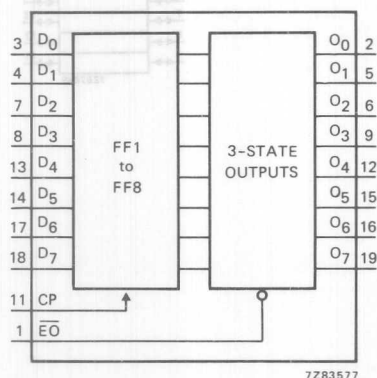 3 D0 O0 2
4 D1 O1 5
7 D2 O2 6
8 D3 O3 9
13 D4 O4 12
14 D5 O5 15
17 D6 O6 16
18 D7 O7 19
FF1
to
FF8
3-STATE
OUTPUTS
11 CP
1 E̅O̅
7Z83577